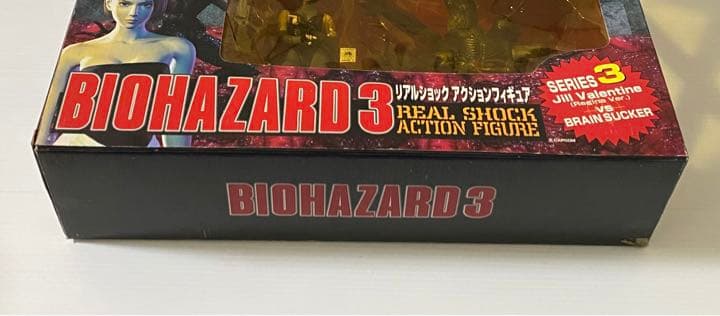 BIOHAZARD 3
リアルショック アクションフィギュア
REAL SHOCK
ACTION FIGURE
SERIES 3
Jill Valentine
(Regina Ver.)
VS
BRAIN SUCKER
BIOHAZARD 3